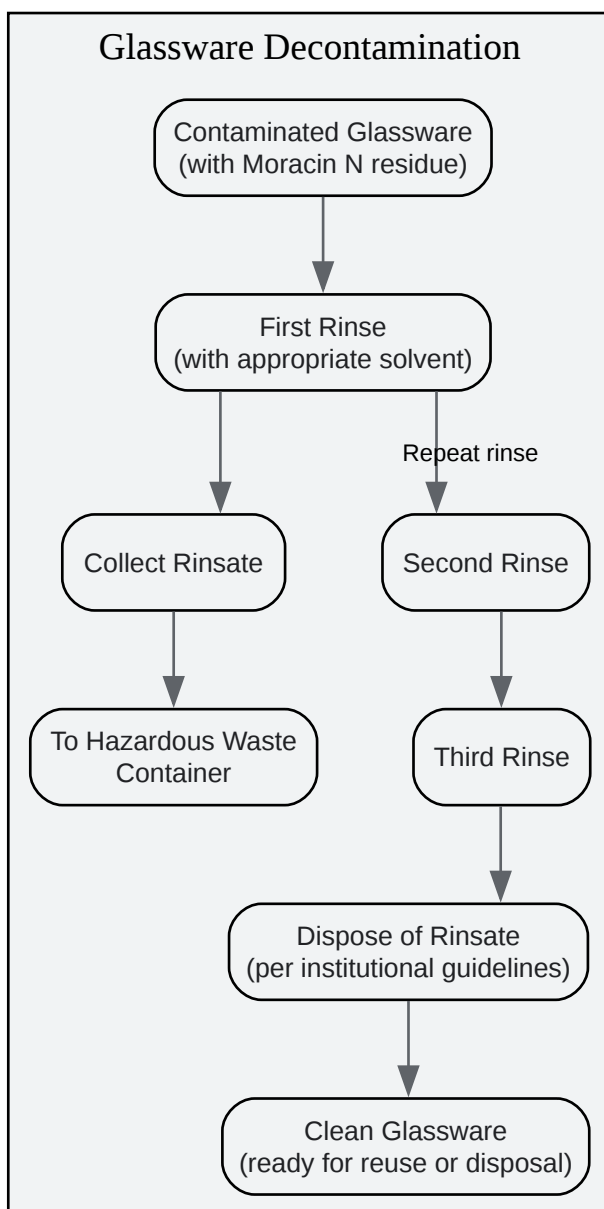 Glassware Decontamination
Contaminated Glassware
(with Moracin N residue)
First Rinse
(with appropriate solvent)
Repeat rinse
Collect Rinsate
Second Rinse
To Hazardous Waste
Container
Third Rinse
Dispose of Rinsate
(per institutional guidelines)
Clean Glassware
(ready for reuse or disposal)